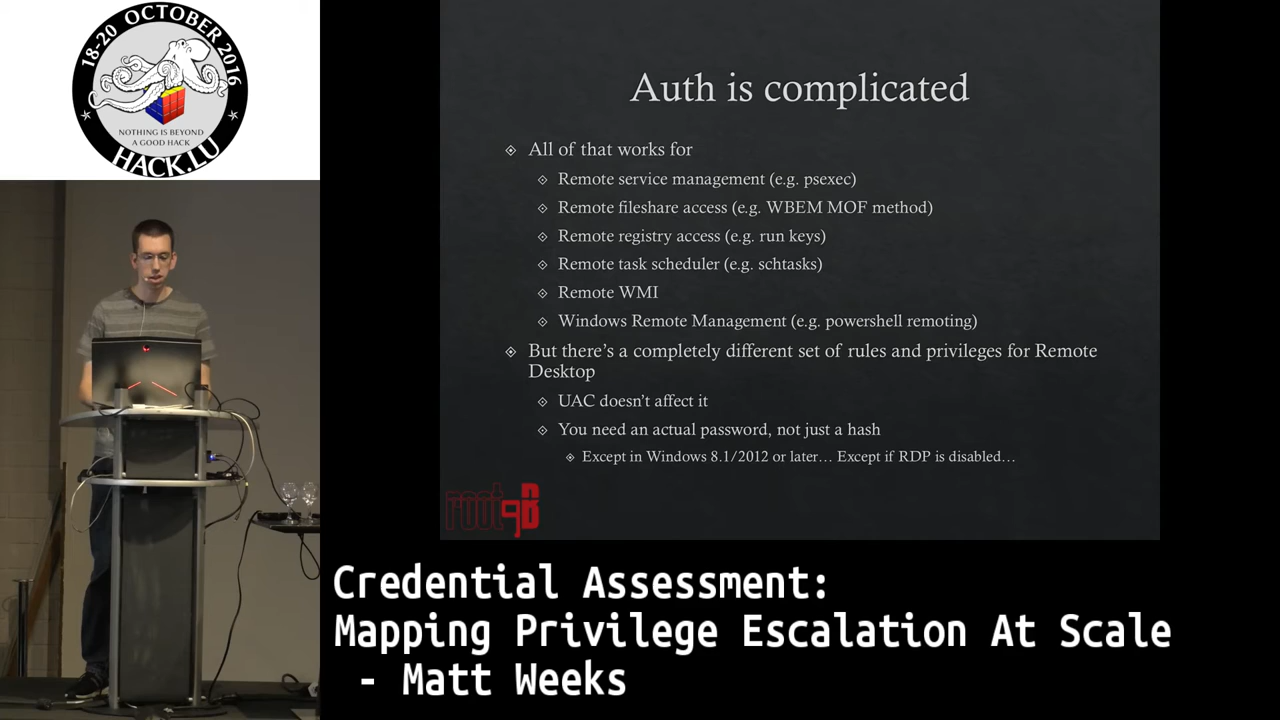 18-20 OCTOBER 2016
NOTHING IS BEYOND
A GOOD HACK
HACK.LU
Auth is complicated
All of that works for
Remote service management (e.g. psexec)
Remote fileshare access (e.g. WBEM MOF method)
Remote registry access (e.g. run keys)
Remote task scheduler (e.g. schtasks)
Remote WMI
Windows Remote Management (e.g. powershell remoting)
But there's a completely different set of rules and privileges for Remote
Desktop
UAC doesn't affect it
You need an actual password, not just a hash
Except in Windows 8.1/2012 or later… Except if RDP is disabled…
root9B
Credential Assessment:
Mapping Privilege Escalation At Scale
- Matt Weeks